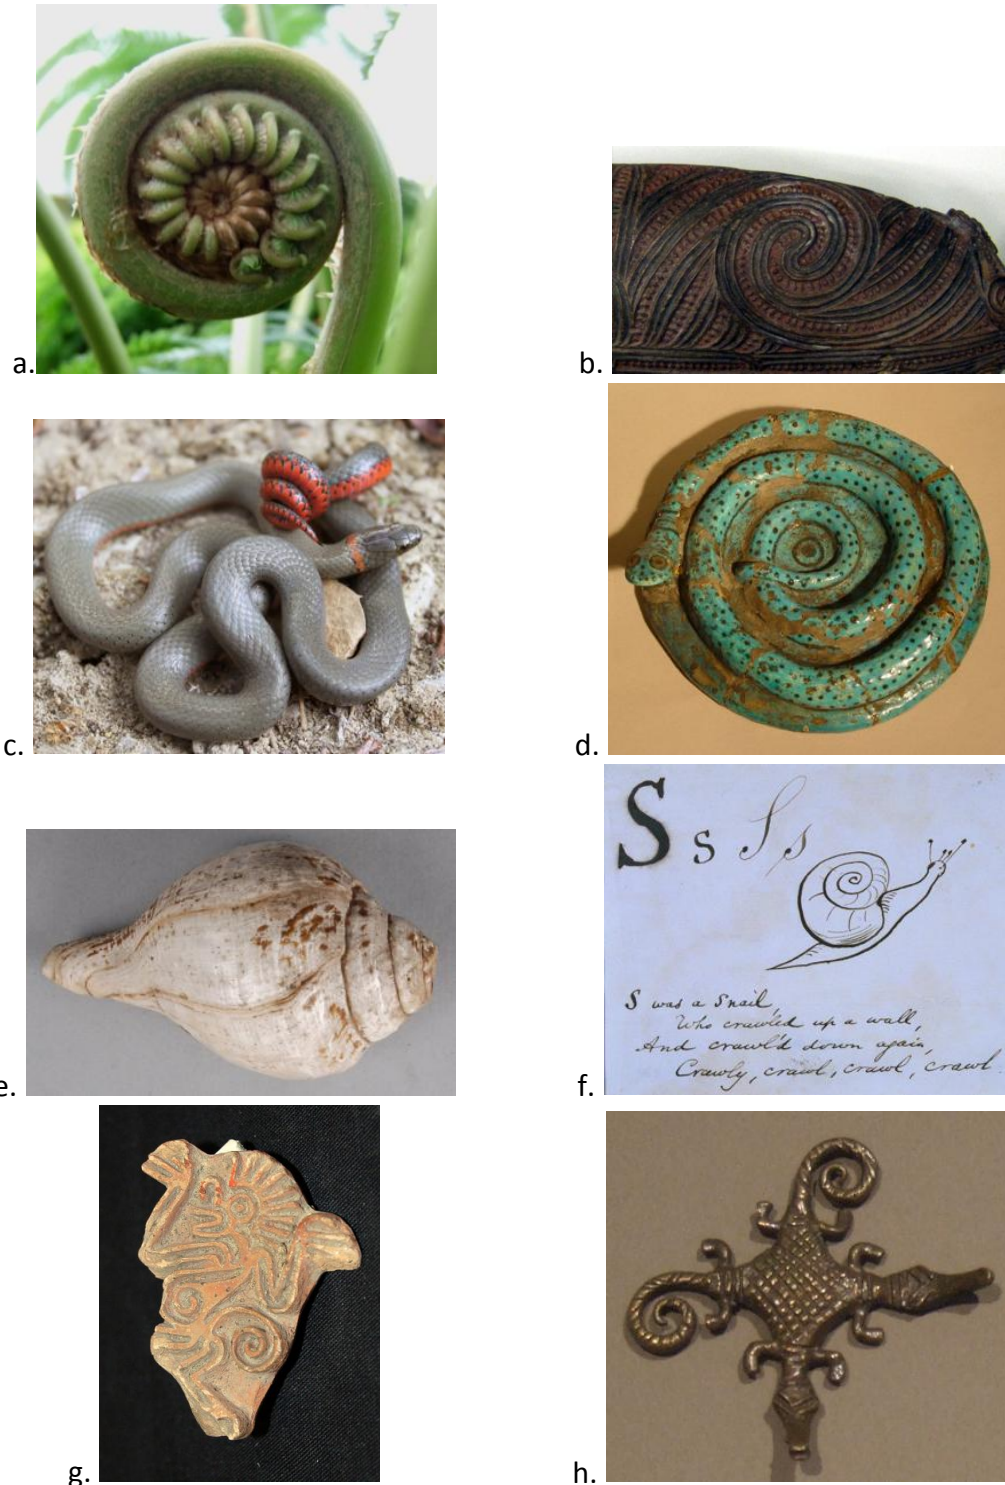 a.
b.
c.
d.
e.
S s S s
S was a Snail,
Who crawled up a wall,
And crawl'd down again,
Crawly, crawl, crawl, crawl.
f.
g.
h.